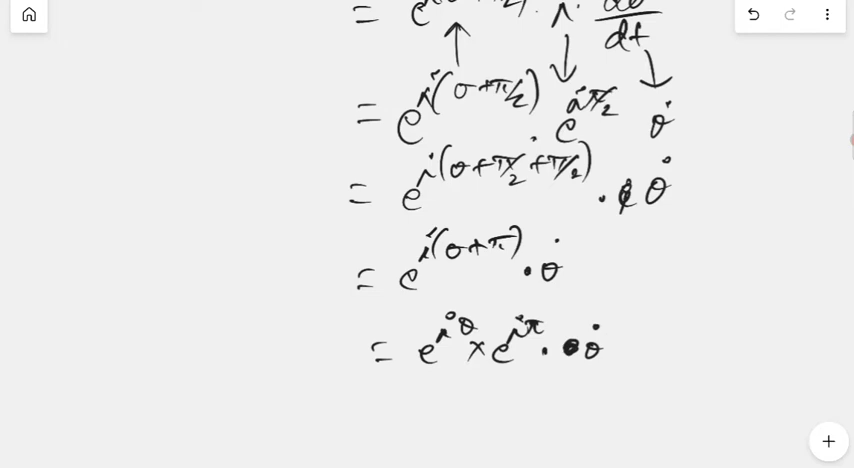 = e^{i(θ+π/2)} . i . dθ/dt
= e^{i(θ+π/2)} . e^{iπ/2} θ̇
= e^{i(θ+π/2+π/2)} . θ̇
= e^{i(θ+π)} . θ̇
= e^{iθ} × e^{iπ} . θ̇